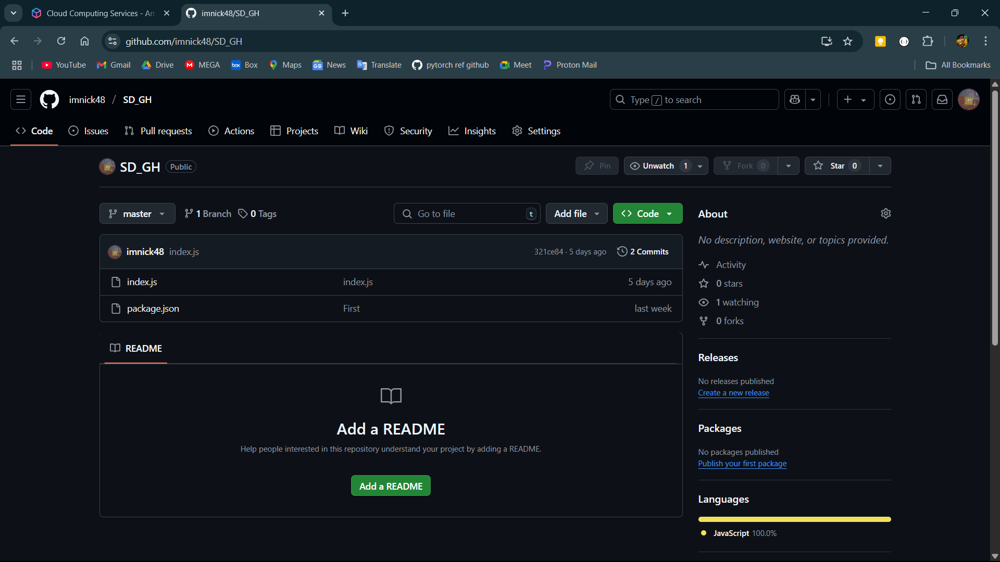 Cloud Computing Services - Am
imnick48/SD_GH
github.com/imnick48/SD_GH
YouTube Gmail Drive MEGA Box Maps News Translate pytorch ref github Meet Proton Mail All Bookmarks
imnick48 / SD_GH Type / to search
Code Issues Pull requests Actions Projects Wiki Security Insights Settings
SD_GH Public Pin Unwatch 1 Fork 0 Star 0
master 1 Branch 0 Tags Go to file t Add file Code
imnick48 index.js 321ce84 · 5 days ago 2 Commits
index.js index.js 5 days ago
package.json First last week
README
Add a README
Help people interested in this repository understand your project by adding a README.
Add a README
About
No description, website, or topics provided.
Activity
0 stars
1 watching
0 forks
Releases
No releases published
Create a new release
Packages
No packages published
Publish your first package
Languages
JavaScript 100.0%